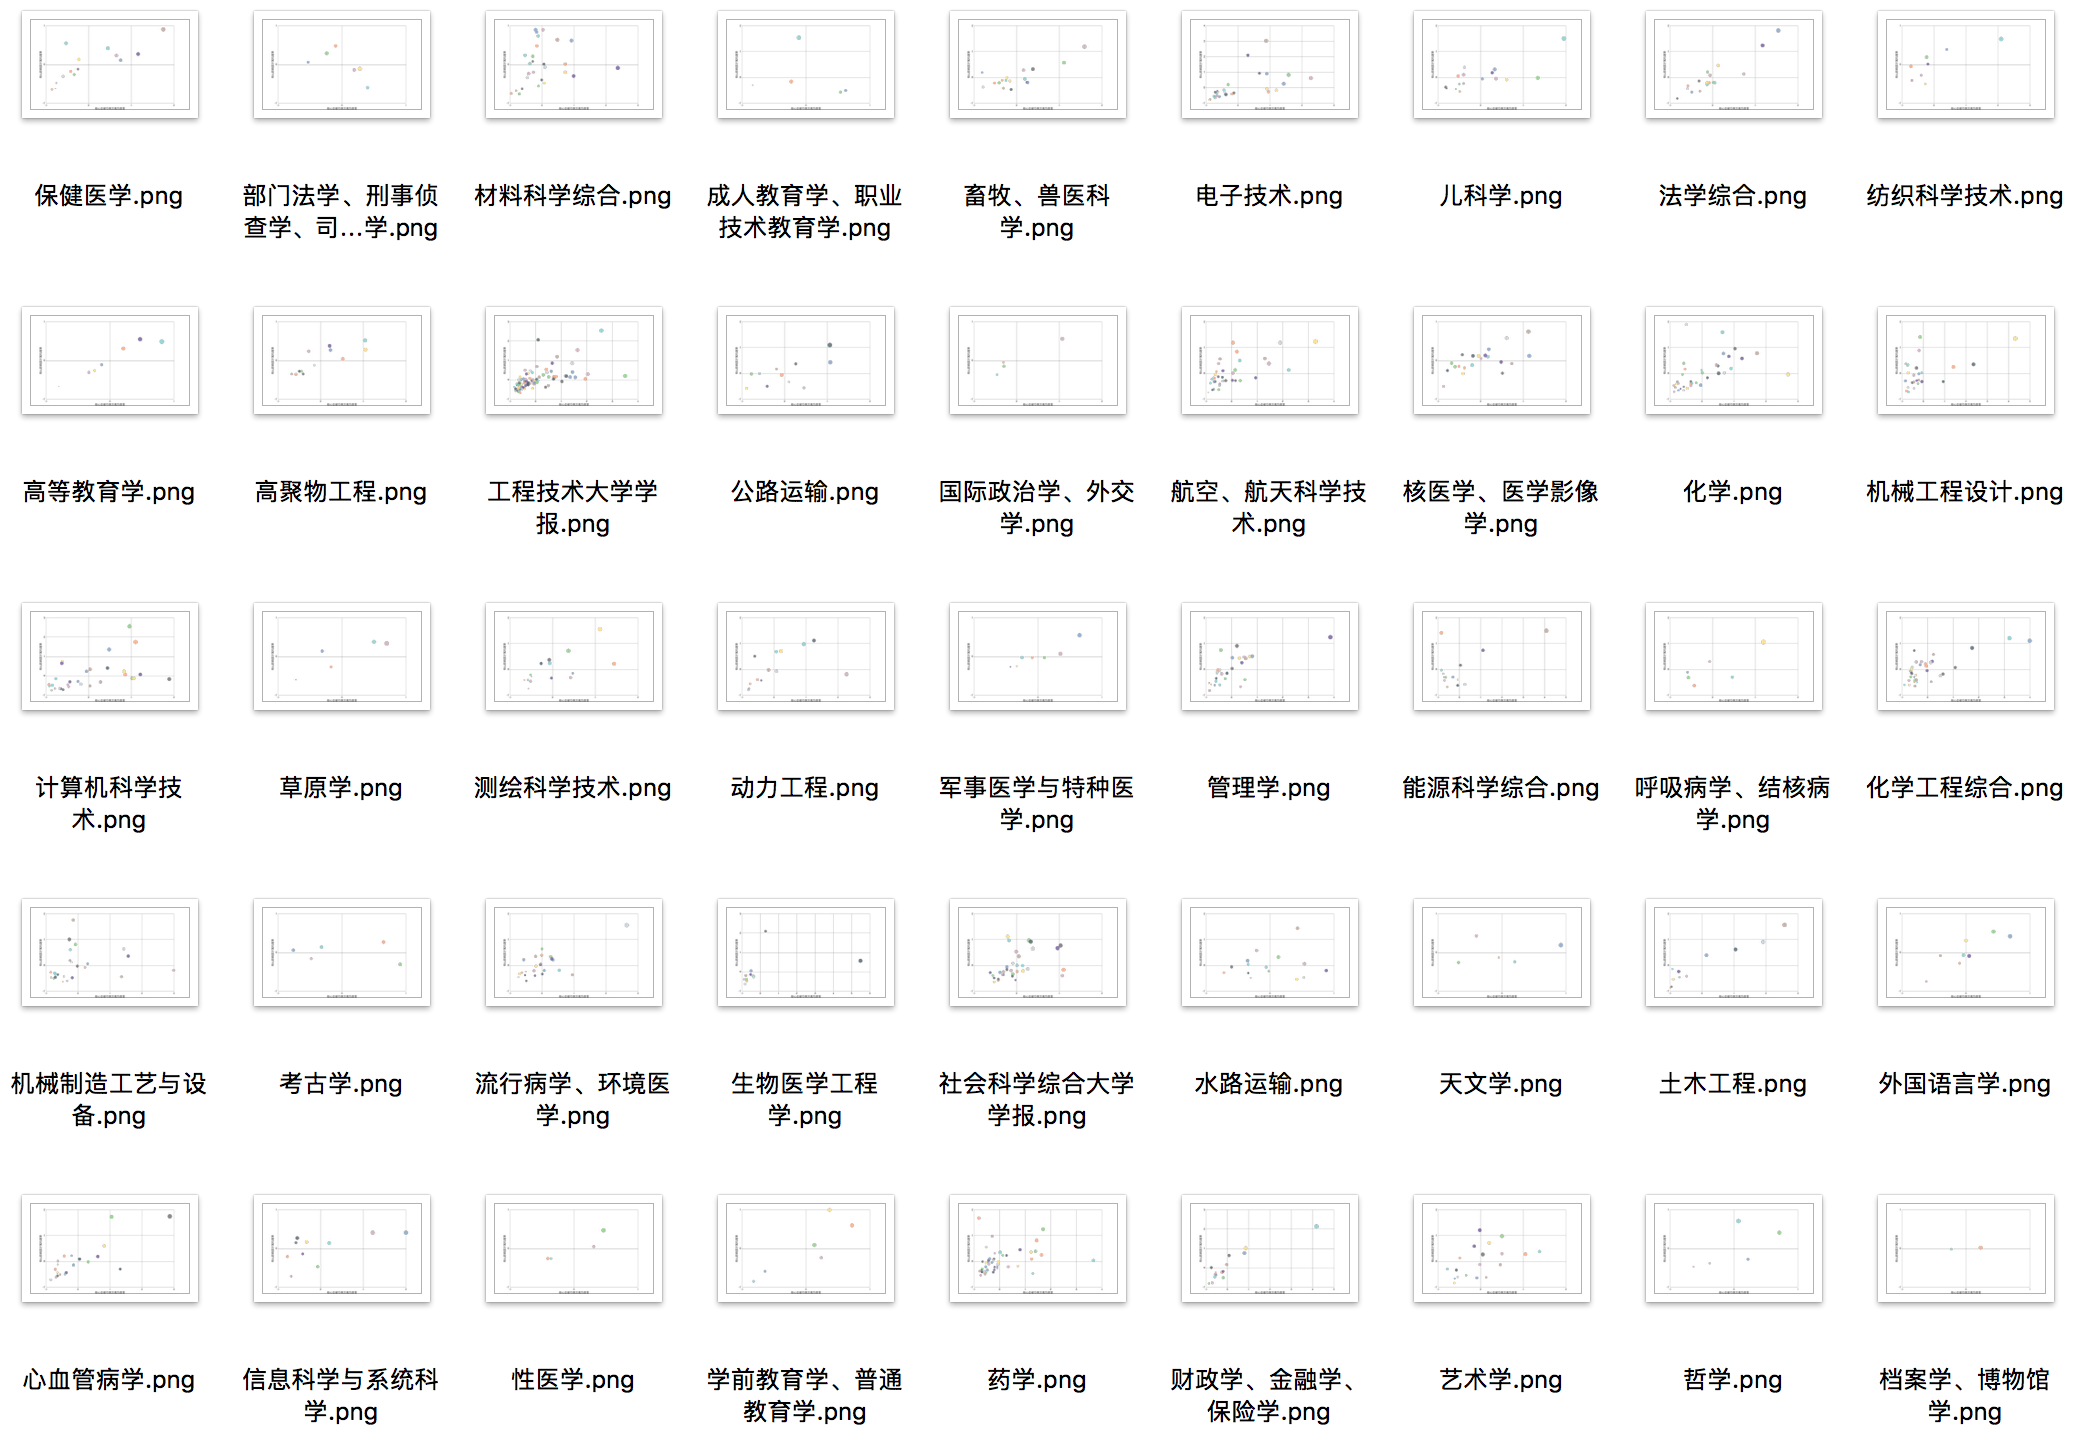 保健医学.png
部门法学、刑事侦
查学、司...学.png
材料科学综合.png
成人教育学、职业
技术教育学.png
畜牧、兽医科
学.png
电子技术.png
儿科学.png
法学综合.png
纺织科学技术.png
高等教育学.png
高聚物工程.png
工程技术大学学
报.png
公路运输.png
国际政治学、外交
学.png
航空、航天科学技
术.png
核医学、医学影像
学.png
化学.png
机械工程设计.png
计算机科学技
术.png
草原学.png
测绘科学技术.png
动力工程.png
军事医学与特种医
学.png
管理学.png
能源科学综合.png
呼吸病学、结核病
学.png
化学工程综合.png
机械制造工艺与设
备.png
考古学.png
流行病学、环境医
学.png
生物医学工程
学.png
社会科学综合大学
学报.png
水路运输.png
天文学.png
土木工程.png
外国语言学.png
心血管病学.png
信息科学与系统科
学.png
性医学.png
学前教育学、普通
教育学.png
药学.png
财政学、金融学、
保险学.png
艺术学.png
哲学.png
档案学、博物馆
学.png